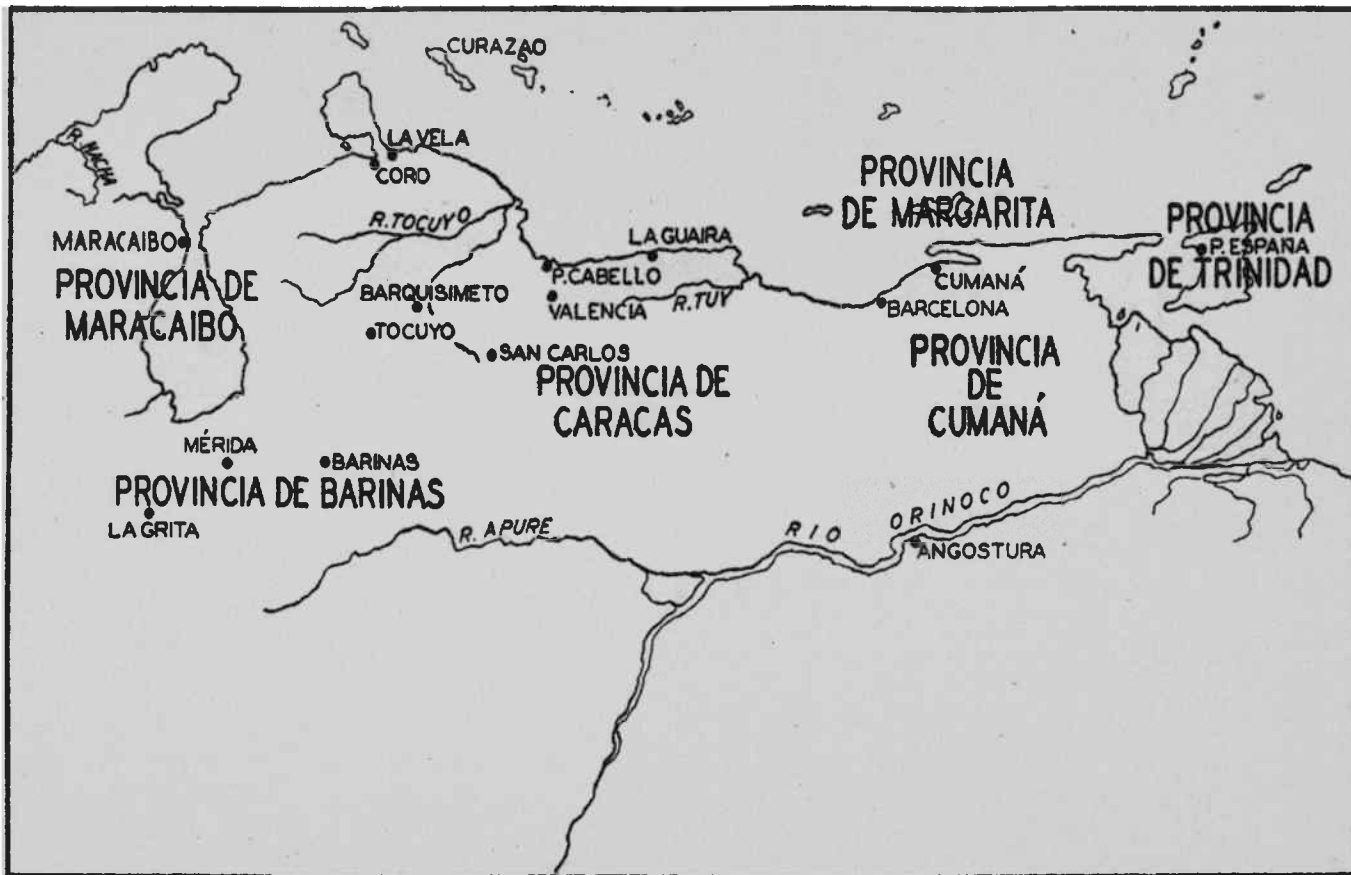 CURAZAO
R. HACHA
LA VELA
CORO
R. TOCUYO
MARACAIBO
PROVINCIA DE
MARACAIBO
BARQUISIMETO
TOCUYO
SAN CARLOS
P. CABELLO
VALENCIA
LA GUAIRA
R. TUY
PROVINCIA DE
CARACAS
PROVINCIA
DE MARGARITA
CUMANÁ
BARCELONA
PROVINCIA
DE
CUMANÁ
PROVINCIA
P. ESPAÑA
DE TRINIDAD
MÉRIDA
BARINAS
PROVINCIA DE BARINAS
LA GRITA
R. APURE
RIO ORINOCO
ANGOSTURA